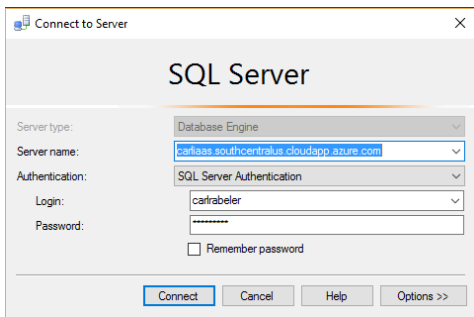 Connect to Server
SQL Server
Server type: Database Engine
Server name: carliaas.southcentralus.cloudapp.azure.com
Authentication: SQL Server Authentication
Login: carlrabeler
Password: *********
Remember password
Connect Cancel Help Options >>